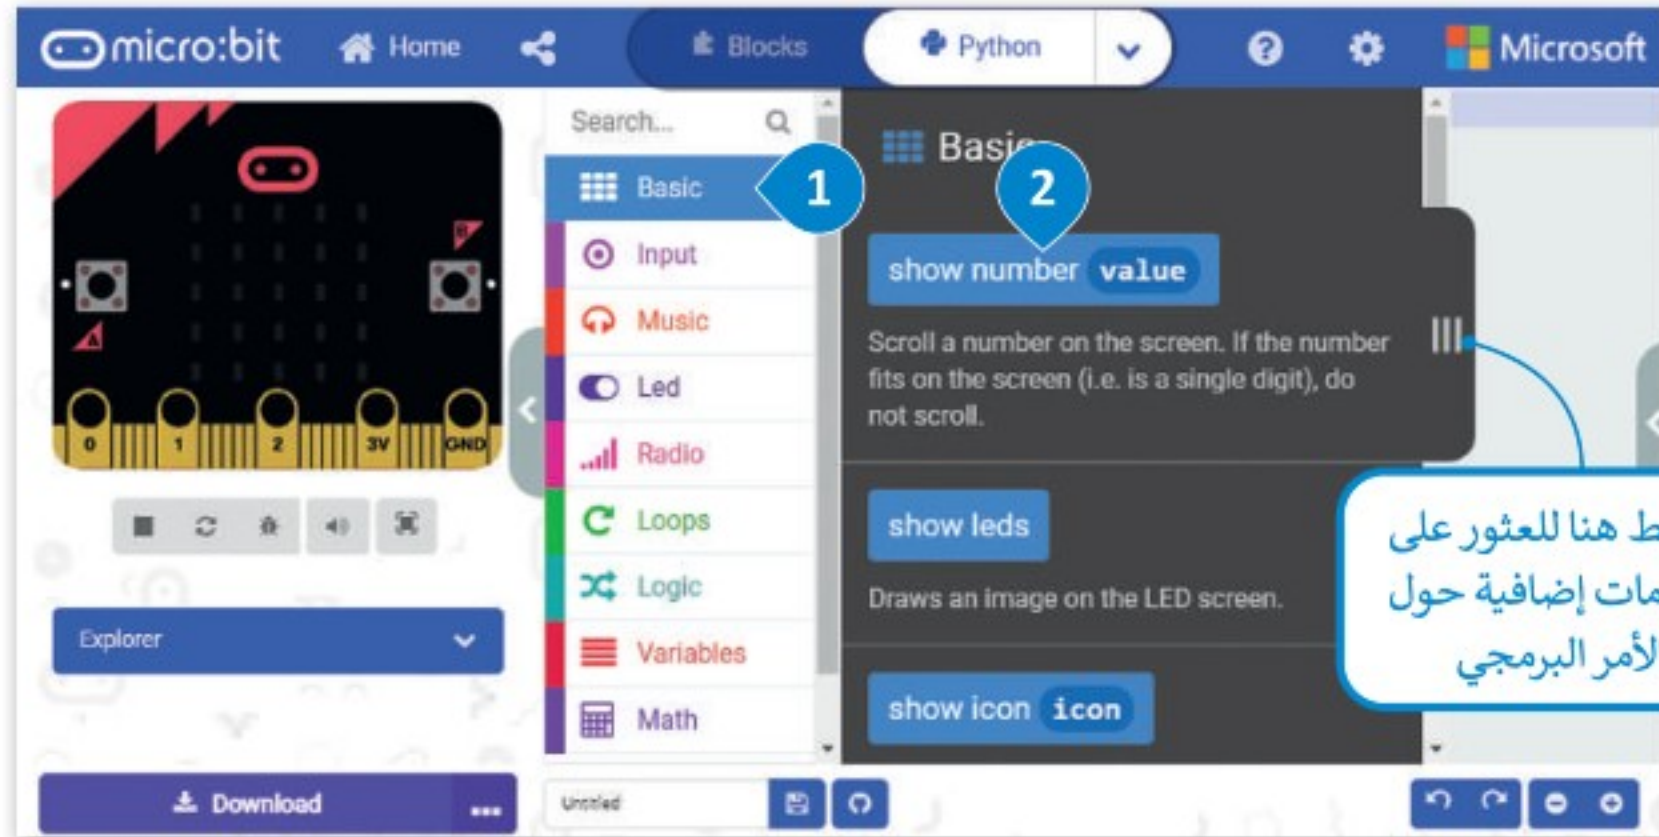 micro:bit Home Blocks Python Microsoft
Search...
Basic
Input
Music
Led
Radio
Loops
Logic
Variables
Math
1
Basic
2
show number value
Scroll a number on the screen. If the number
fits on the screen (i.e. is a single digit), do
not scroll.
show leds
Draws an image on the LED screen.
show icon icon
هنا للعثور على
إضافية حول
الأمر البرمجي
B
A
0 1 2 3V GND
Explorer
Download ...
Untitled